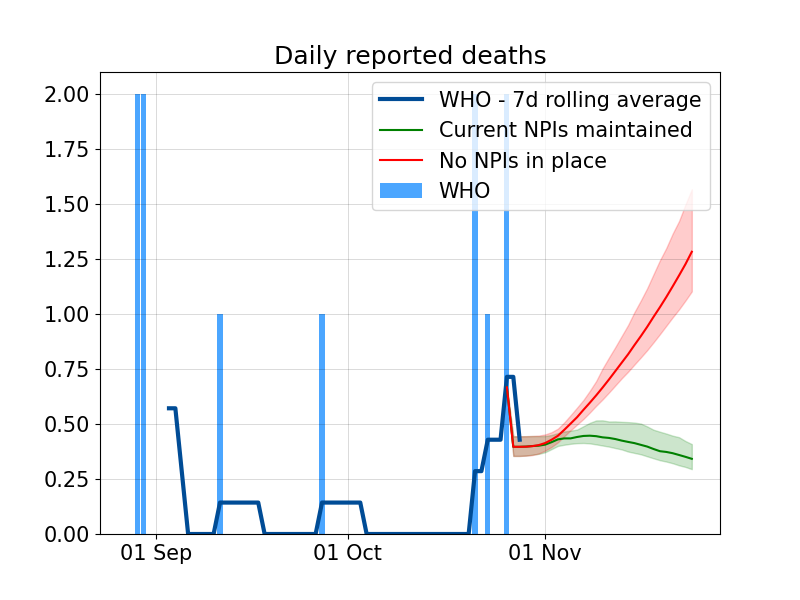 Daily reported deaths
WHO - 7d rolling average
Current NPIs maintained
No NPIs in place
WHO
2.00
1.75
1.50
1.25
1.00
0.75
0.50
0.25
0.00
01 Sep
01 Oct
01 Nov